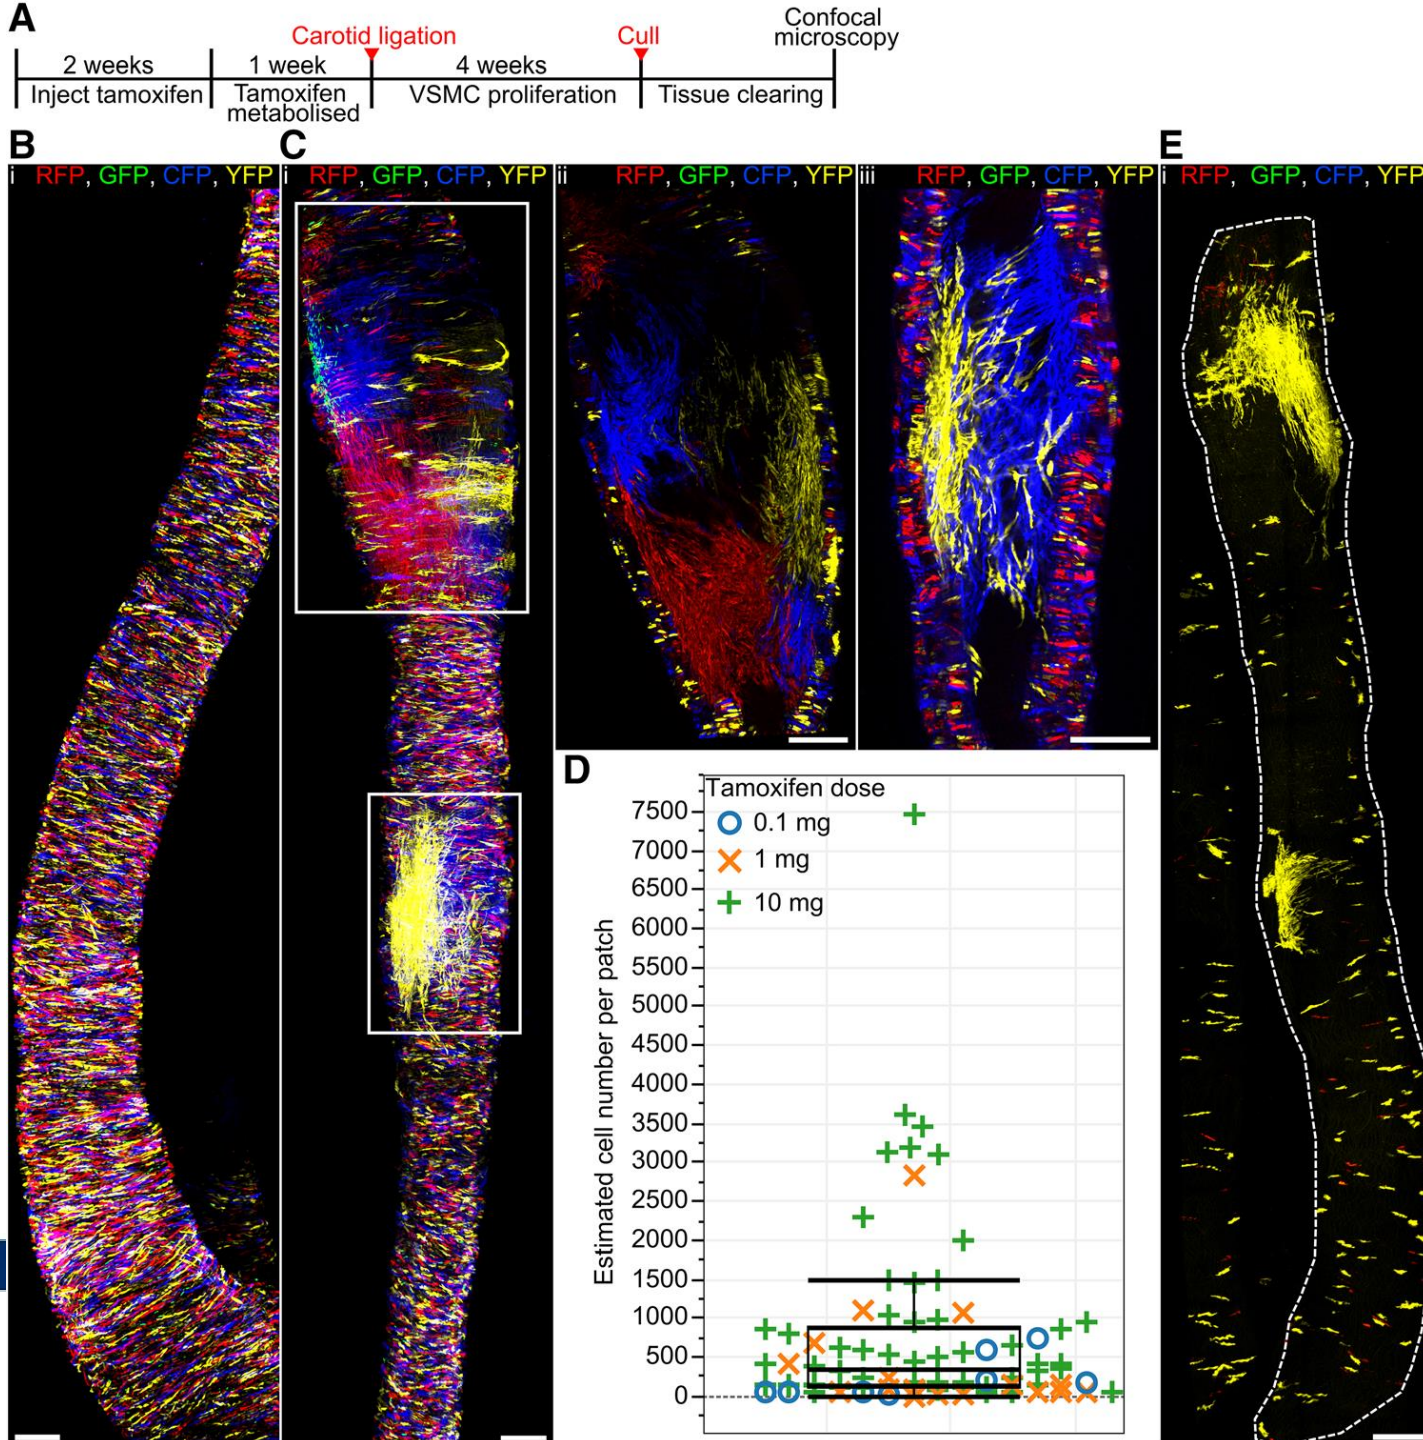 A
Carotid ligation
Cull
Confocal
microscopy
2 weeks
1 week
4 weeks
Inject tamoxifen
Tamoxifen
metabolised
VSMC proliferation
Tissue clearing
B
C
E
i RFP, GFP, CFP, YFP
i RFP, GFP, CFP, YFP
ii RFP, GFP, CFP, YFP
iii RFP, GFP, CFP, YFP
i RFP, GFP, CFP, YFP
D
Tamoxifen dose
0.1 mg
1 mg
10 mg
Estimated cell number per patch
7500
7000
6500
6000
5500
5000
4500
4000
3500
3000
2500
2000
1500
1000
500
0